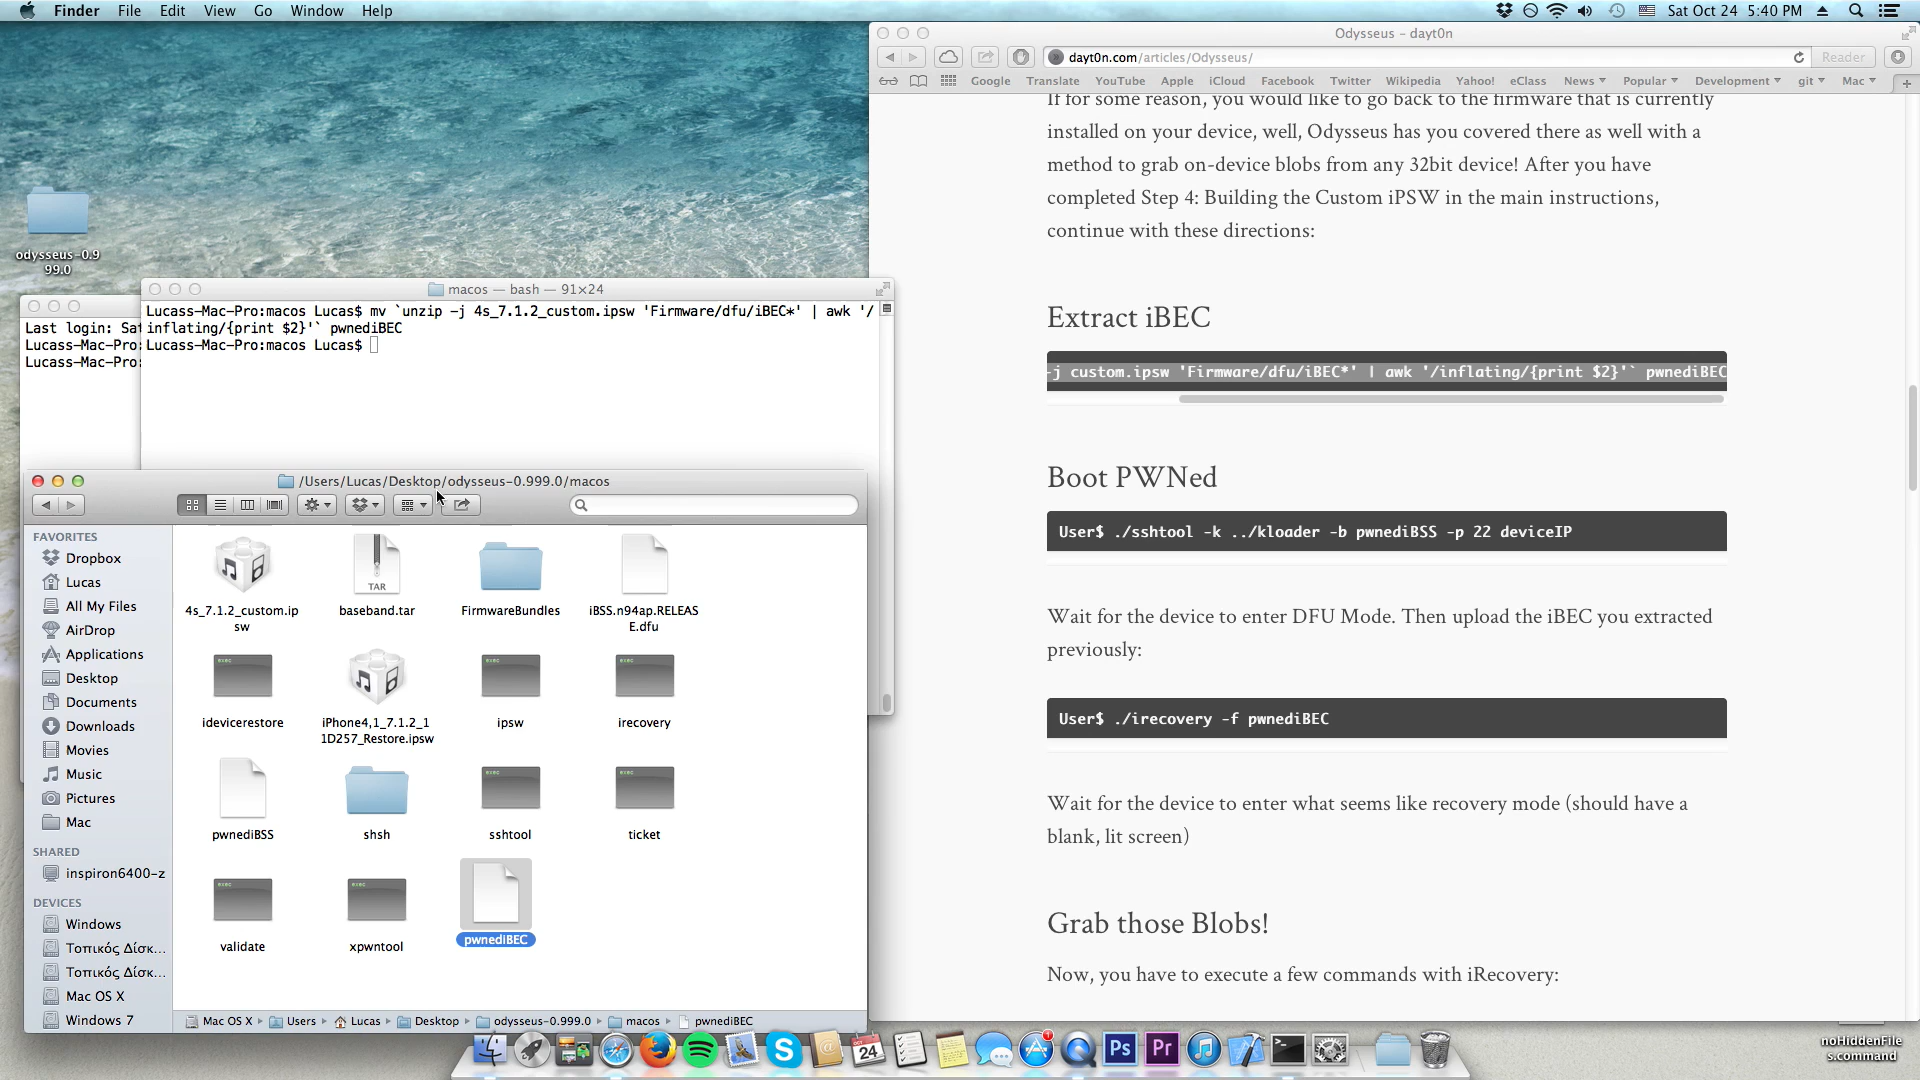 Finder File Edit View Go Window Help
Sat Oct 24 5:40 PM
odysseus-0.9
99.0
Last login: Sat
Lucass-Mac-Pro:
Lucass-Mac-Pro:
macos — bash — 91×24
Lucass-Mac-Pro:macos Lucas$ mv `unzip -j 4s_7.1.2_custom.ipsw 'Firmware/dfu/iBEC*' | awk '/
inflating/{print $2}'` pwnediBEC
Lucass-Mac-Pro:macos Lucas$
/Users/Lucas/Desktop/odysseus-0.999.0/macos
FAVORITES
Dropbox
Lucas
All My Files
AirDrop
Applications
Desktop
Documents
Downloads
Movies
Music
Pictures
Mac
SHARED
inspiron6400-z
DEVICES
Windows
Τοπικός Δίσκ...
Τοπικός Δίσκ...
Mac OS X
Windows 7
TAR
4s_7.1.2_custom.ip
sw
baseband.tar
FirmwareBundles
iBSS.n94ap.RELEAS
E.dfu
exec
exec
exec
idevicerestore
iPhone4,1_7.1.2_1
1D257_Restore.ipsw
ipsw
irecovery
exec
exec
pwnediBSS
shsh
sshtool
ticket
exec
exec
validate
xpwntool
pwnediBEC
Mac OS X ▸ Users ▸ Lucas ▸ Desktop ▸ odysseus-0.999.0 ▸ macos ▸ pwnediBEC
Odysseus – dayt0n
dayt0n.com/articles/Odysseus/
Reader
Google Translate YouTube Apple iCloud Facebook Twitter Wikipedia Yahoo! eClass News Popular Development git Mac
If for some reason, you would like to go back to the firmware that is currently
installed on your device, well, Odysseus has you covered there as well with a
method to grab on-device blobs from any 32bit device! After you have
completed Step 4: Building the Custom iPSW in the main instructions,
continue with these directions:
Extract iBEC
-j custom.ipsw 'Firmware/dfu/iBEC*' | awk '/inflating/{print $2}'` pwnediBEC
Boot PWNed
User$ ./sshtool -k ../kloader -b pwnediBSS -p 22 deviceIP
Wait for the device to enter DFU Mode. Then upload the iBEC you extracted
previously:
User$ ./irecovery -f pwnediBEC
Wait for the device to enter what seems like recovery mode (should have a
blank, lit screen)
Grab those Blobs!
Now, you have to execute a few commands with iRecovery:
OCT
24
1
Ps
Pr
noHiddenFile
s.command